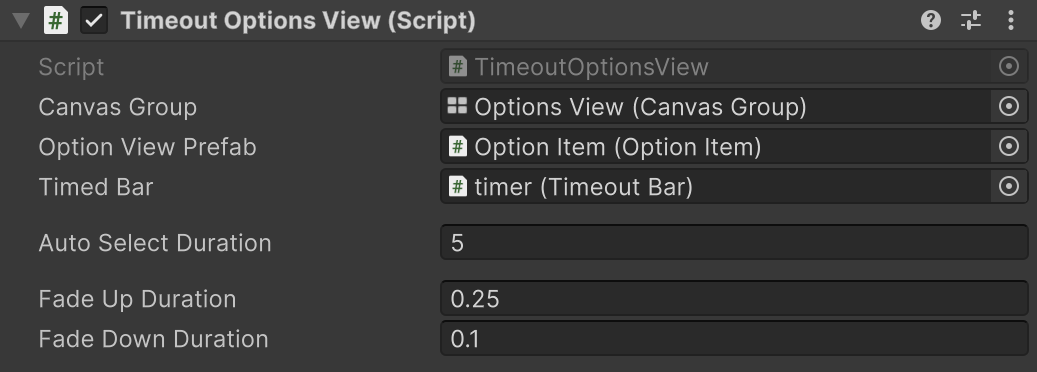 Timeout Options View (Script)
Script TimeoutOptionsView
Canvas Group Options View (Canvas Group)
Option View Prefab Option Item (Option Item)
Timed Bar timer (Timeout Bar)
Auto Select Duration 5
Fade Up Duration 0.25
Fade Down Duration 0.1